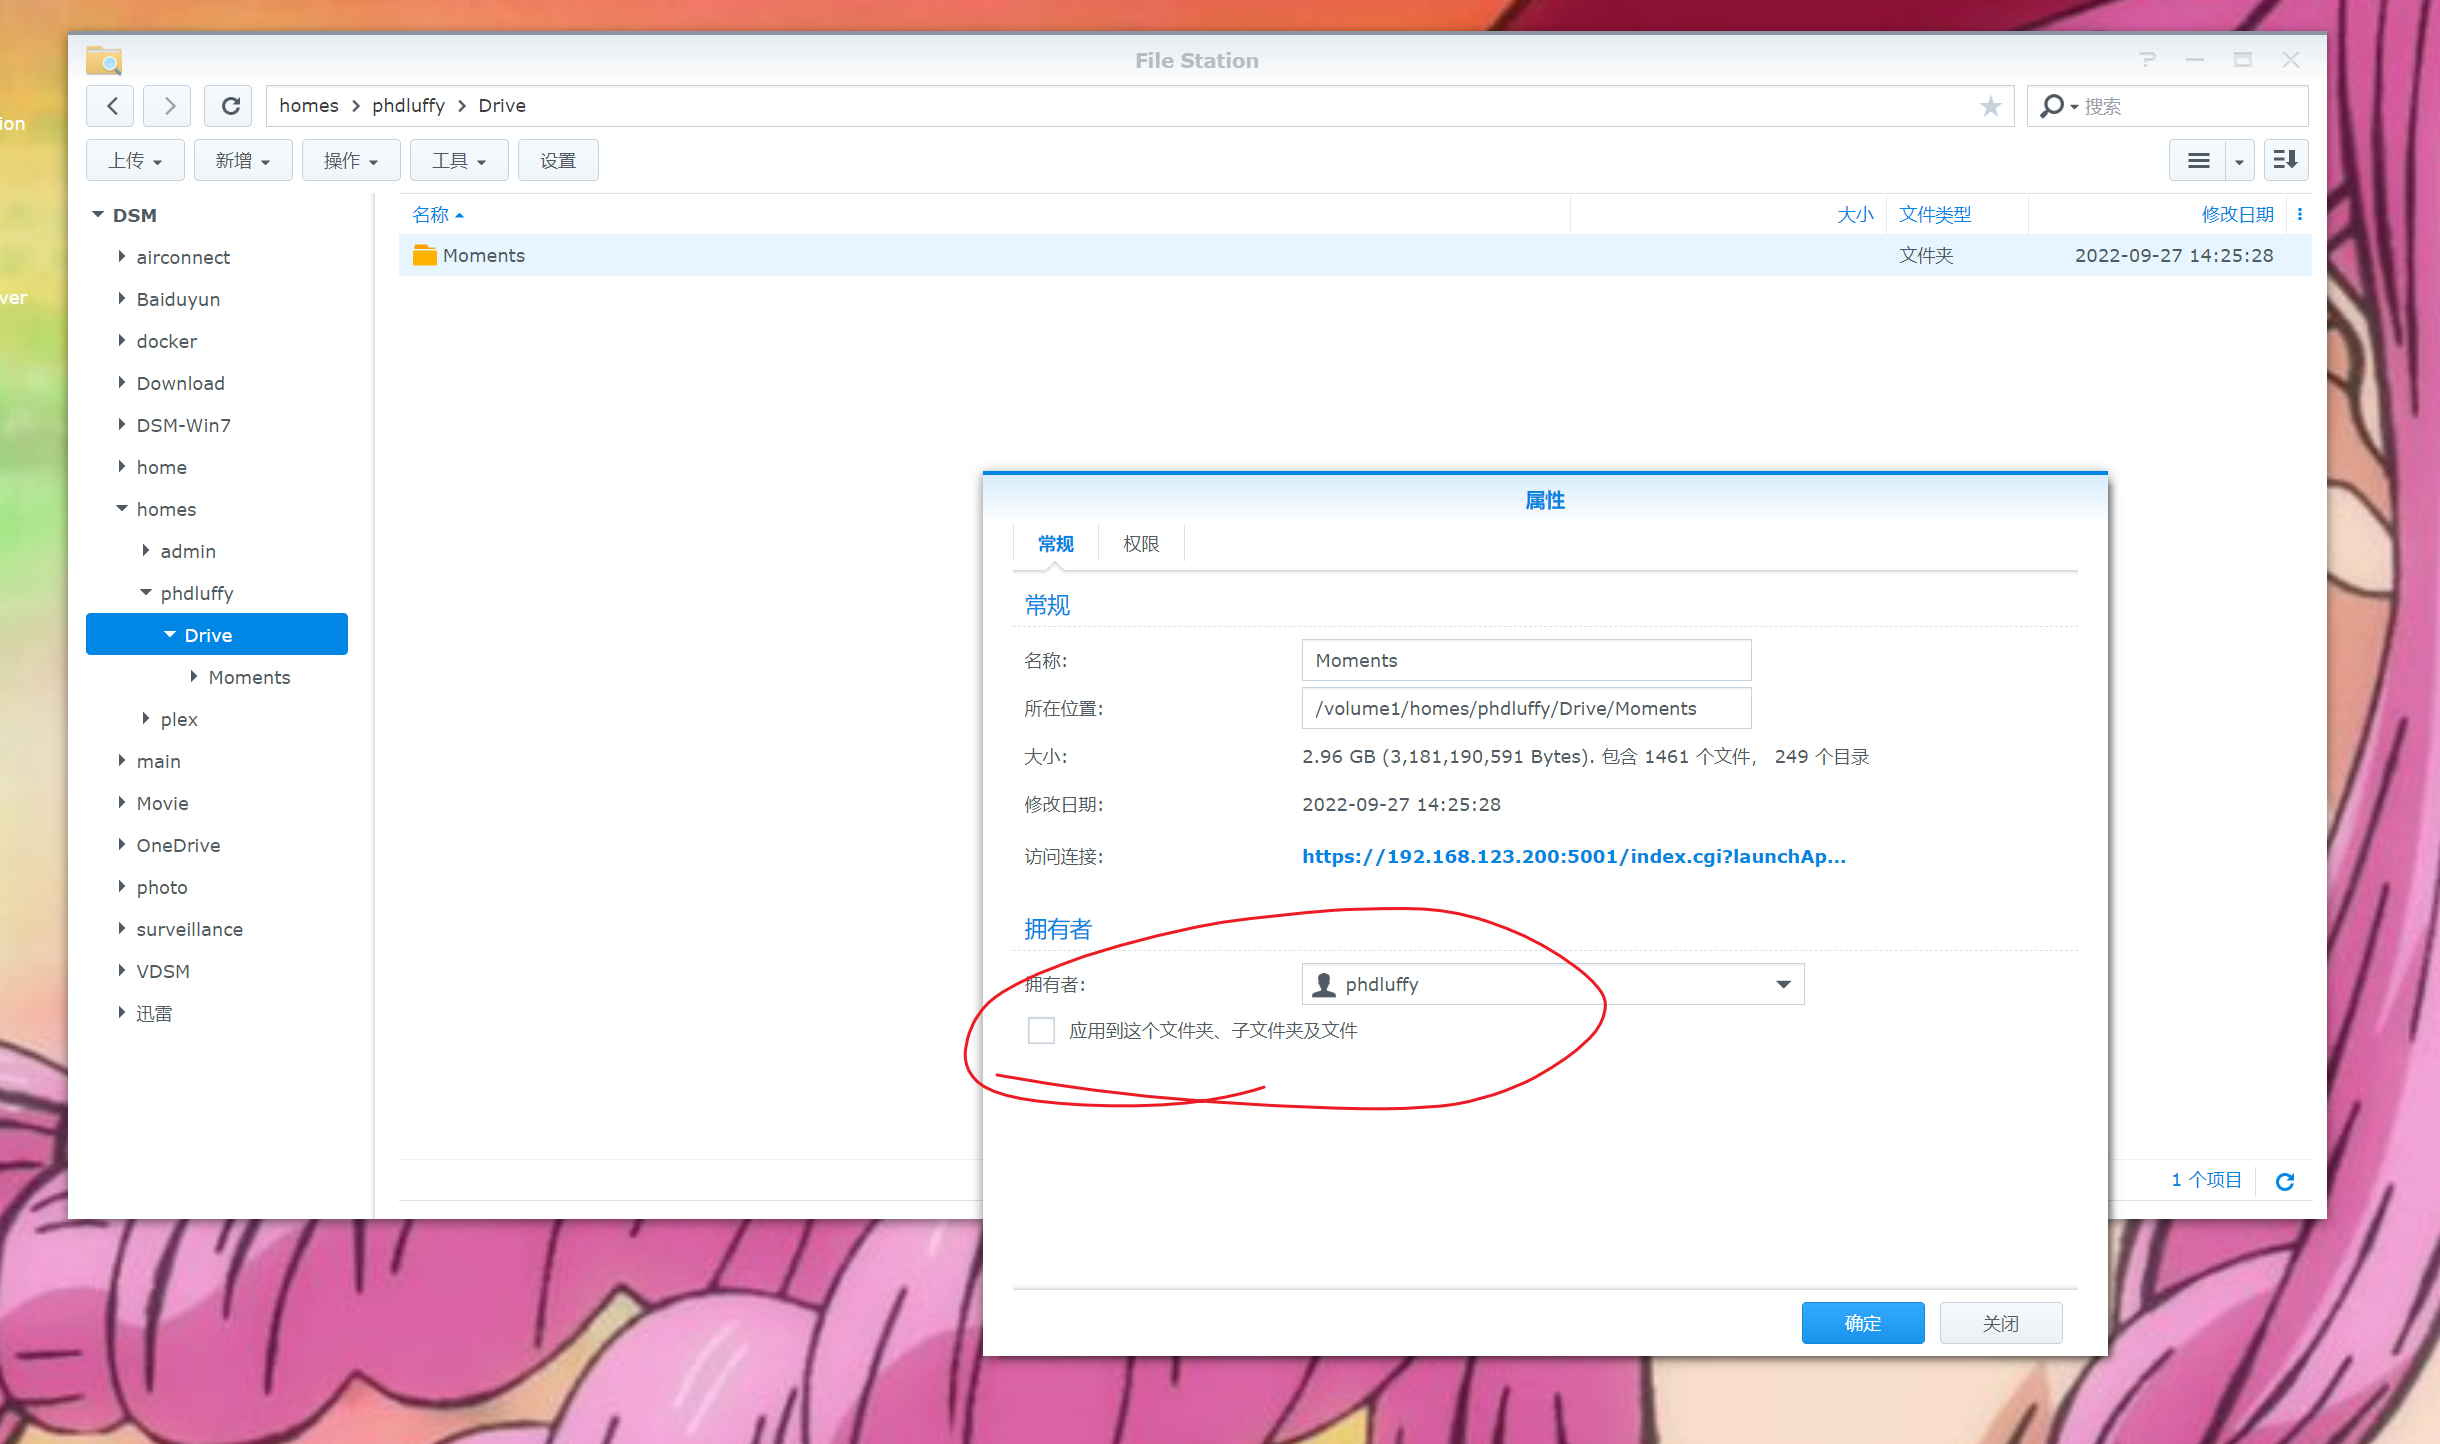 File Station
homes > phdluffy > Drive
搜索
上传
新增
操作
工具
设置
ion
ver
DSM
airconnect
Baiduyun
docker
Download
DSM-Win7
home
homes
admin
phdluffy
Drive
Moments
plex
main
Movie
OneDrive
photo
surveillance
VDSM
迅雷
名称 大小 文件类型 修改日期
Moments 文件夹 2022-09-27 14:25:28
属性
常规 权限
常规
名称: Moments
所在位置: /volume1/homes/phdluffy/Drive/Moments
大小: 2.96 GB (3,181,190,591 Bytes). 包含 1461 个文件， 249 个目录
修改日期: 2022-09-27 14:25:28
访问连接: https://192.168.123.200:5001/index.cgi?launchAp...
拥有者
拥有者: phdluffy
应用到这个文件夹、子文件夹及文件
1 个项目
确定 关闭